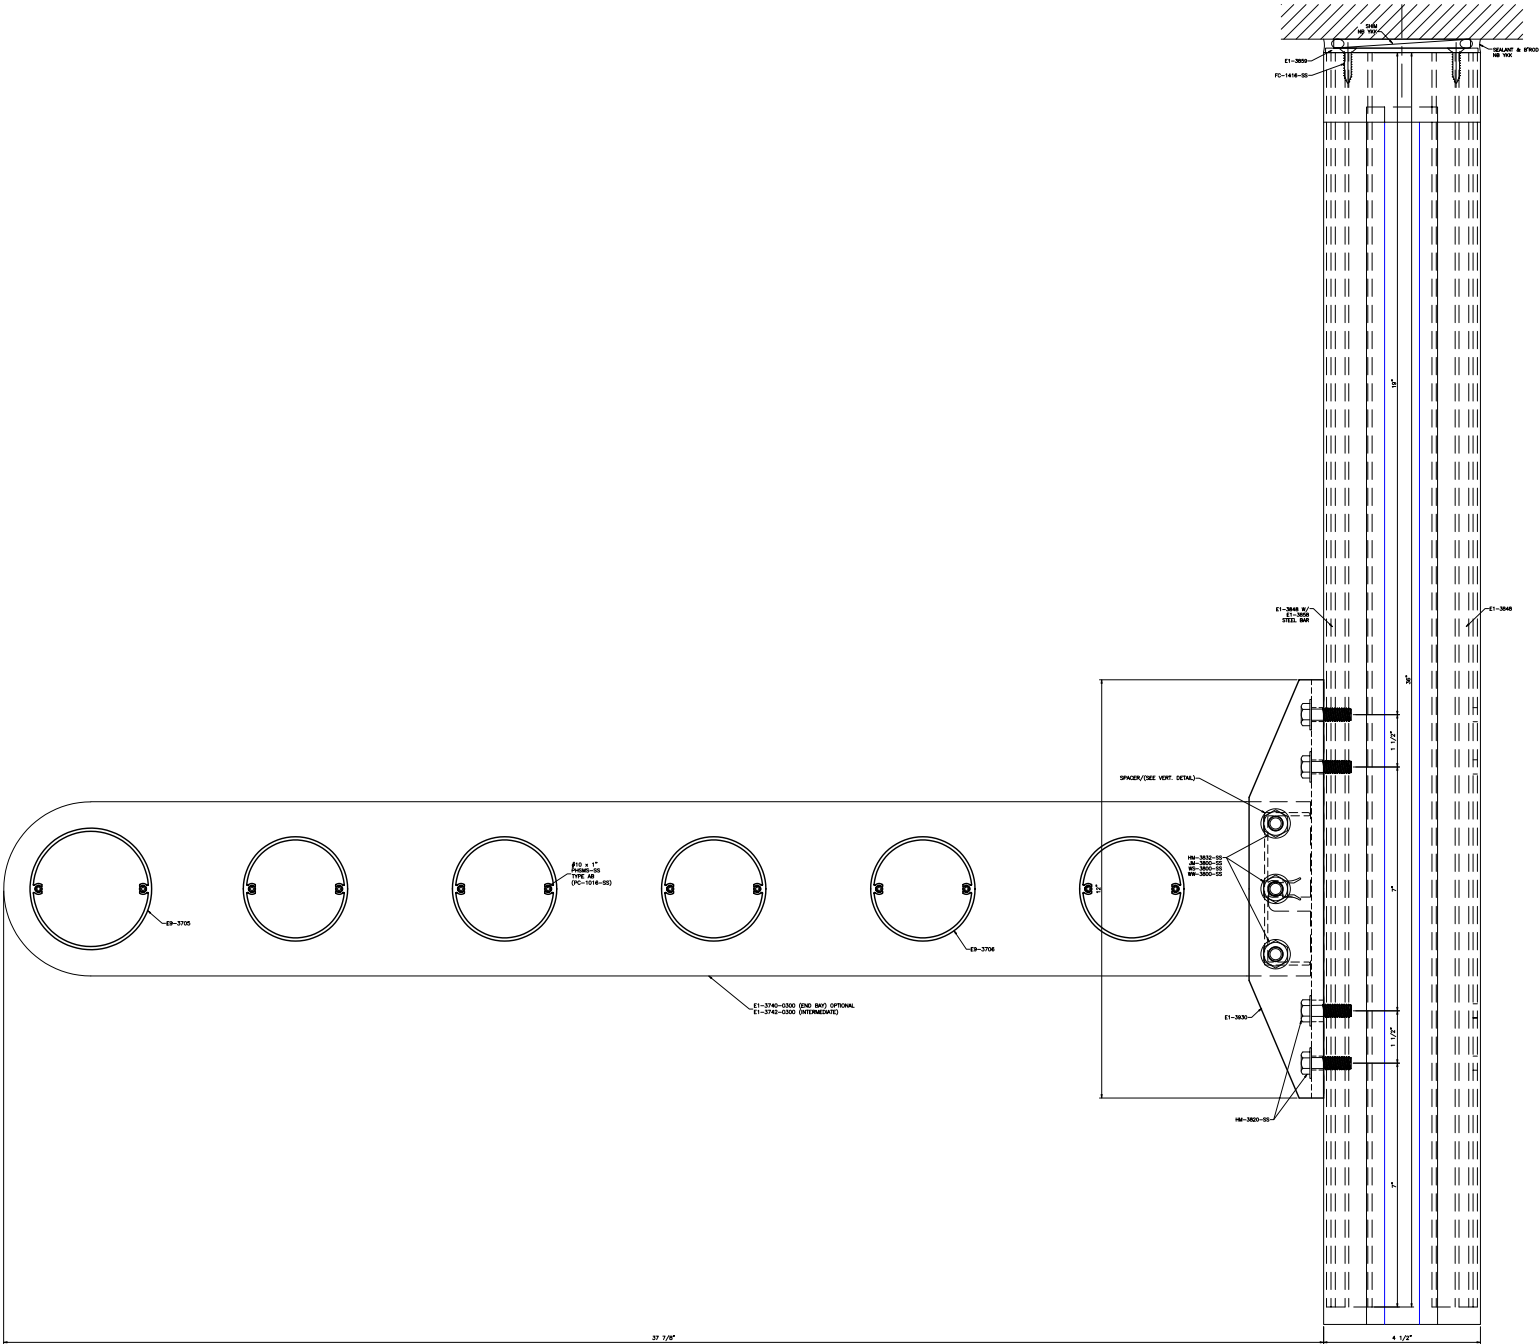 SHIM
NB YKK
SEALANT & B'ROD
NB YKK
E1-3859
FC-1416-SS
19"
E1-3848 W/
E1-3858
STEEL BAR
E1-3848
36"
1 1/2"
SPACER/(SEE VERT. DETAIL)
HM-3832-SS
JM-3800-SS
WS-3800-SS
WW-3800-SS
#10 x 1"
PHSMS-SS
TYPE AB
(PC-1016-SS)
12"
7"
E9-3705
E9-3706
E1-3740-0300 (END BAY) OPTIONAL
E1-3742-0300 (INTERMEDIATE)
E1-3930
1 1/2"
HM-3820-SS
7"
37 7/8"
4 1/2"